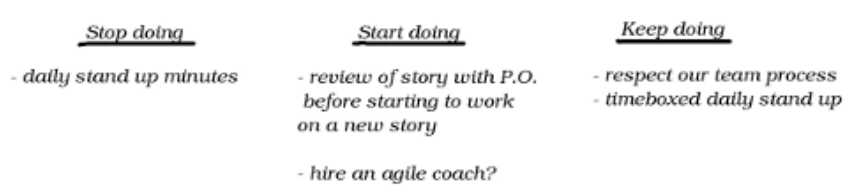 Stop doing
- daily stand up minutes
Start doing
- review of story with P.O.
before starting to work
on a new story
- hire an agile coach?
Keep doing
- respect our team process
- timeboxed daily stand up